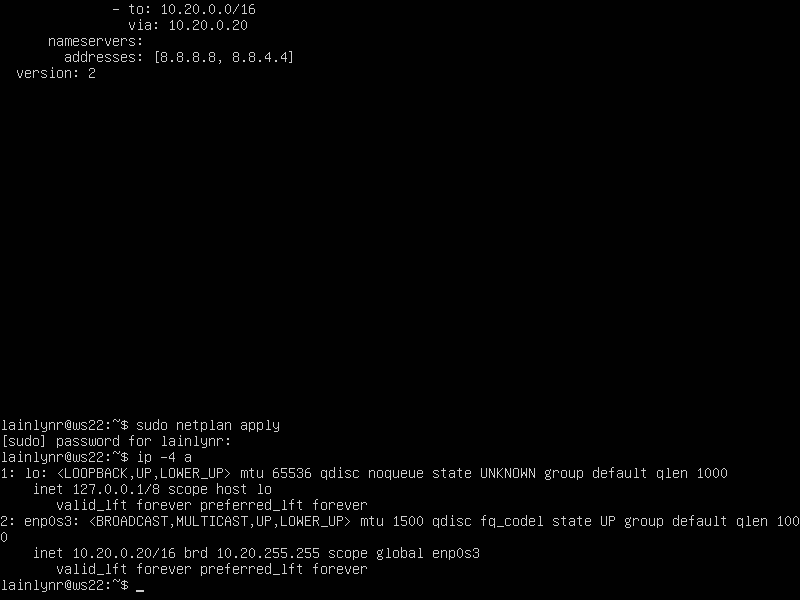 - to: 10.20.0.0/16
                via: 10.20.0.20
      nameservers:
        addresses: [8.8.8.8, 8.8.4.4]
  version: 2
lainlynr@ws22:~$ sudo netplan apply
[sudo] password for lainlynr:
lainlynr@ws22:~$ ip -4 a
1: lo: <LOOPBACK,UP,LOWER_UP> mtu 65536 qdisc noqueue state UNKNOWN group default qlen 1000
    inet 127.0.0.1/8 scope host lo
       valid_lft forever preferred_lft forever
2: enp0s3: <BROADCAST,MULTICAST,UP,LOWER_UP> mtu 1500 qdisc fq_codel state UP group default qlen 100
0
    inet 10.20.0.20/16 brd 10.20.255.255 scope global enp0s3
       valid_lft forever preferred_lft forever
lainlynr@ws22:~$ _